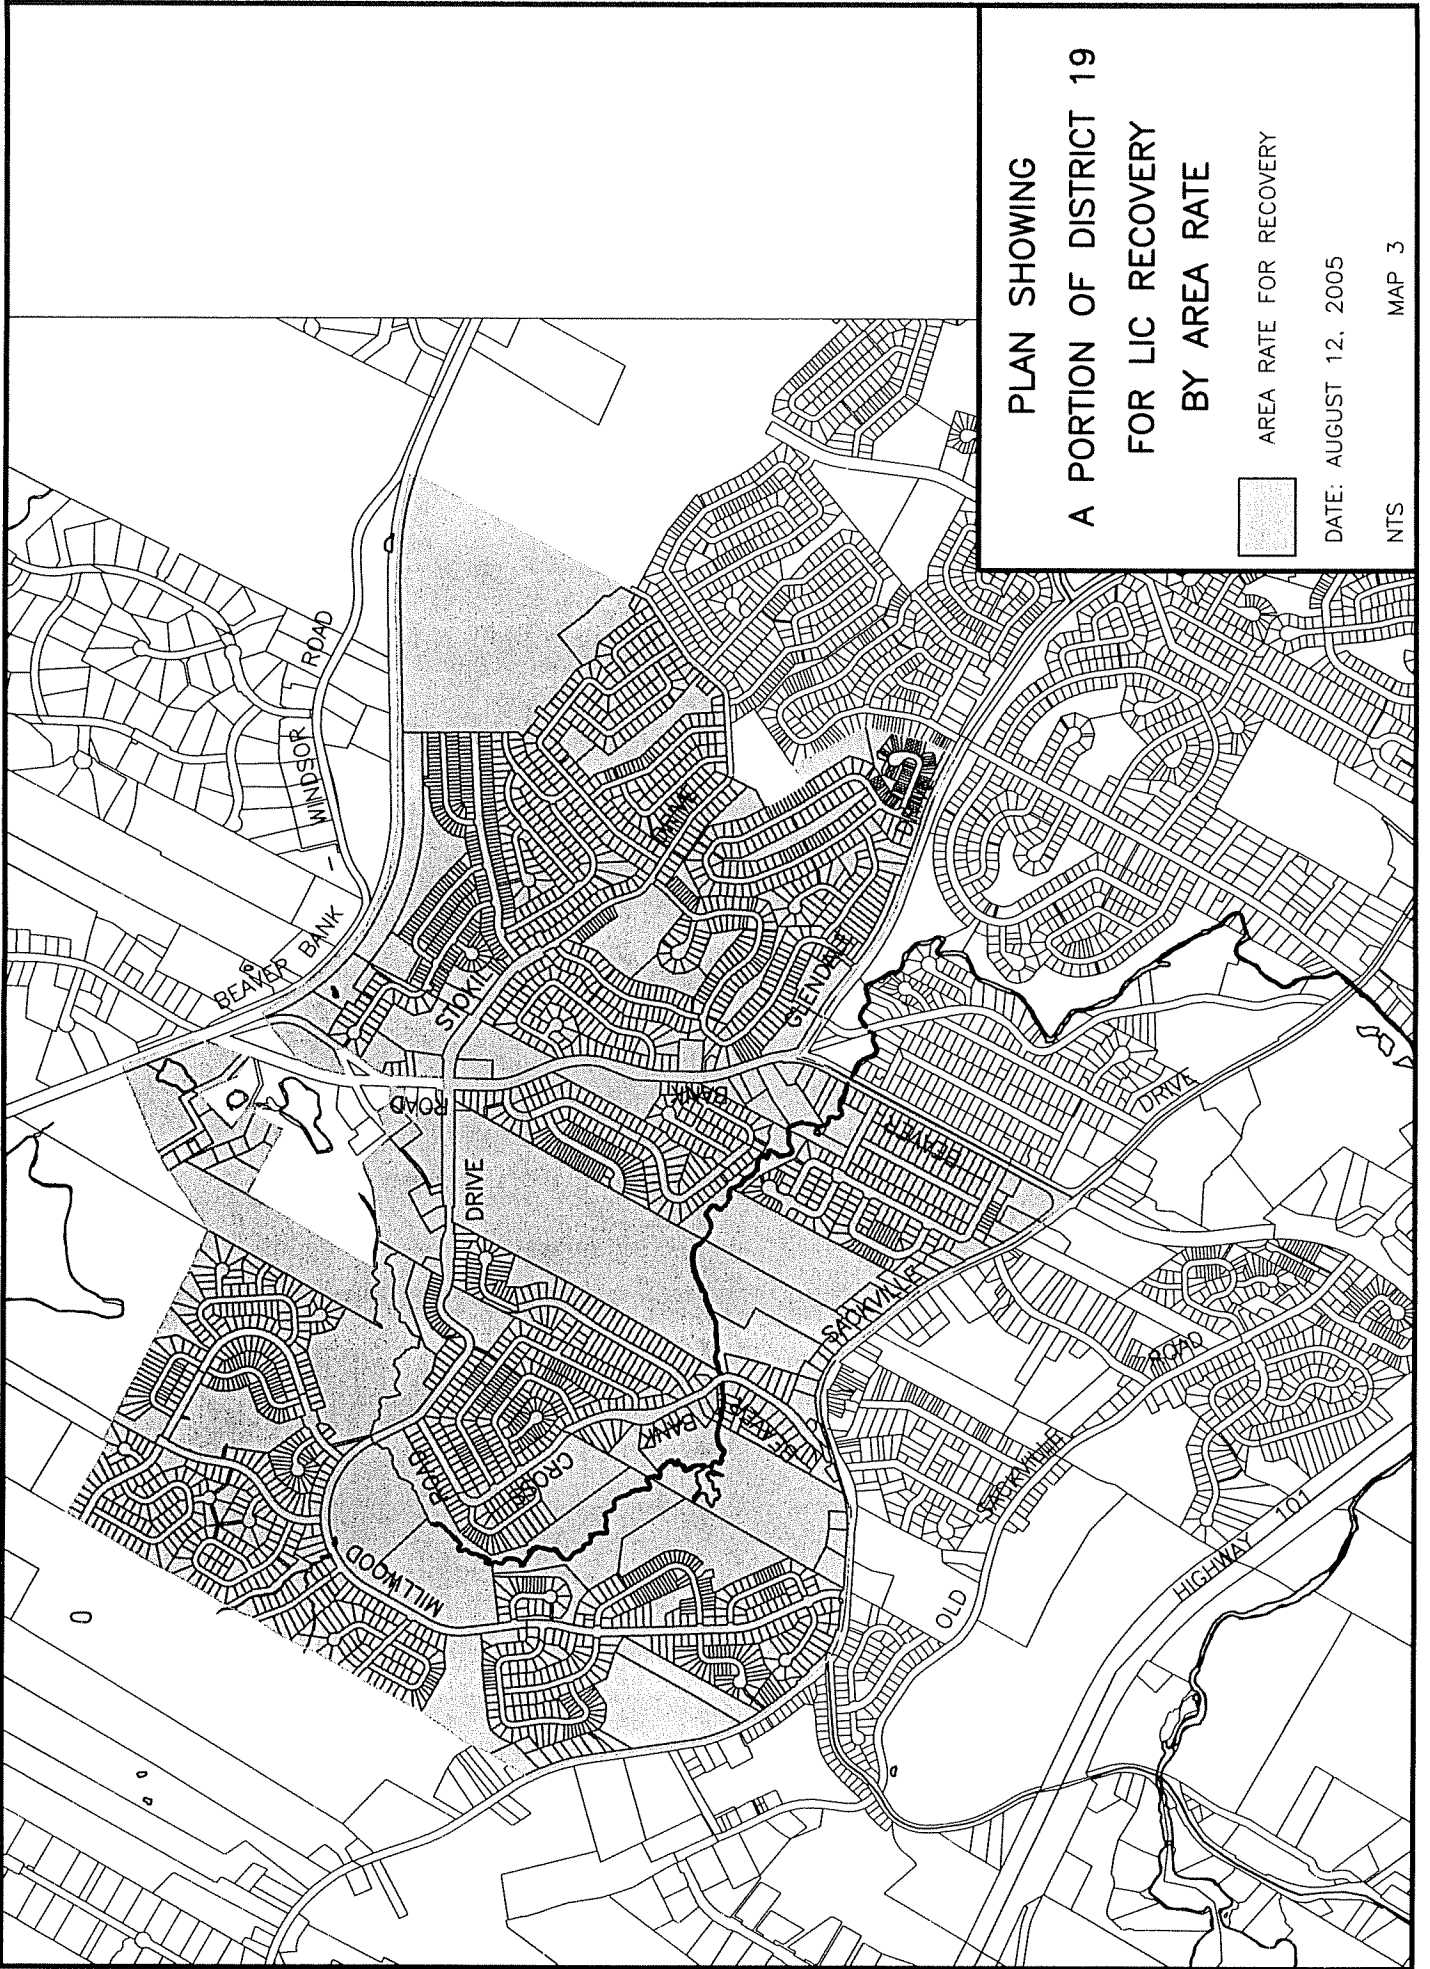 PLAN SHOWING
A PORTION OF DISTRICT 19
FOR LIC RECOVERY
BY AREA RATE
AREA RATE FOR RECOVERY
DATE: AUGUST 12, 2005
NTS MAP 3
BEAVER BANK - WINDSOR ROAD
STOKIL DRIVE
ROAD
BANK
BEAVER
GLENDALE DRIVE
SACKVILLE DRIVE
MILLWOOD
BEAVER BANK CROSS ROAD
OLD SACKVILLE ROAD
HIGHWAY 101